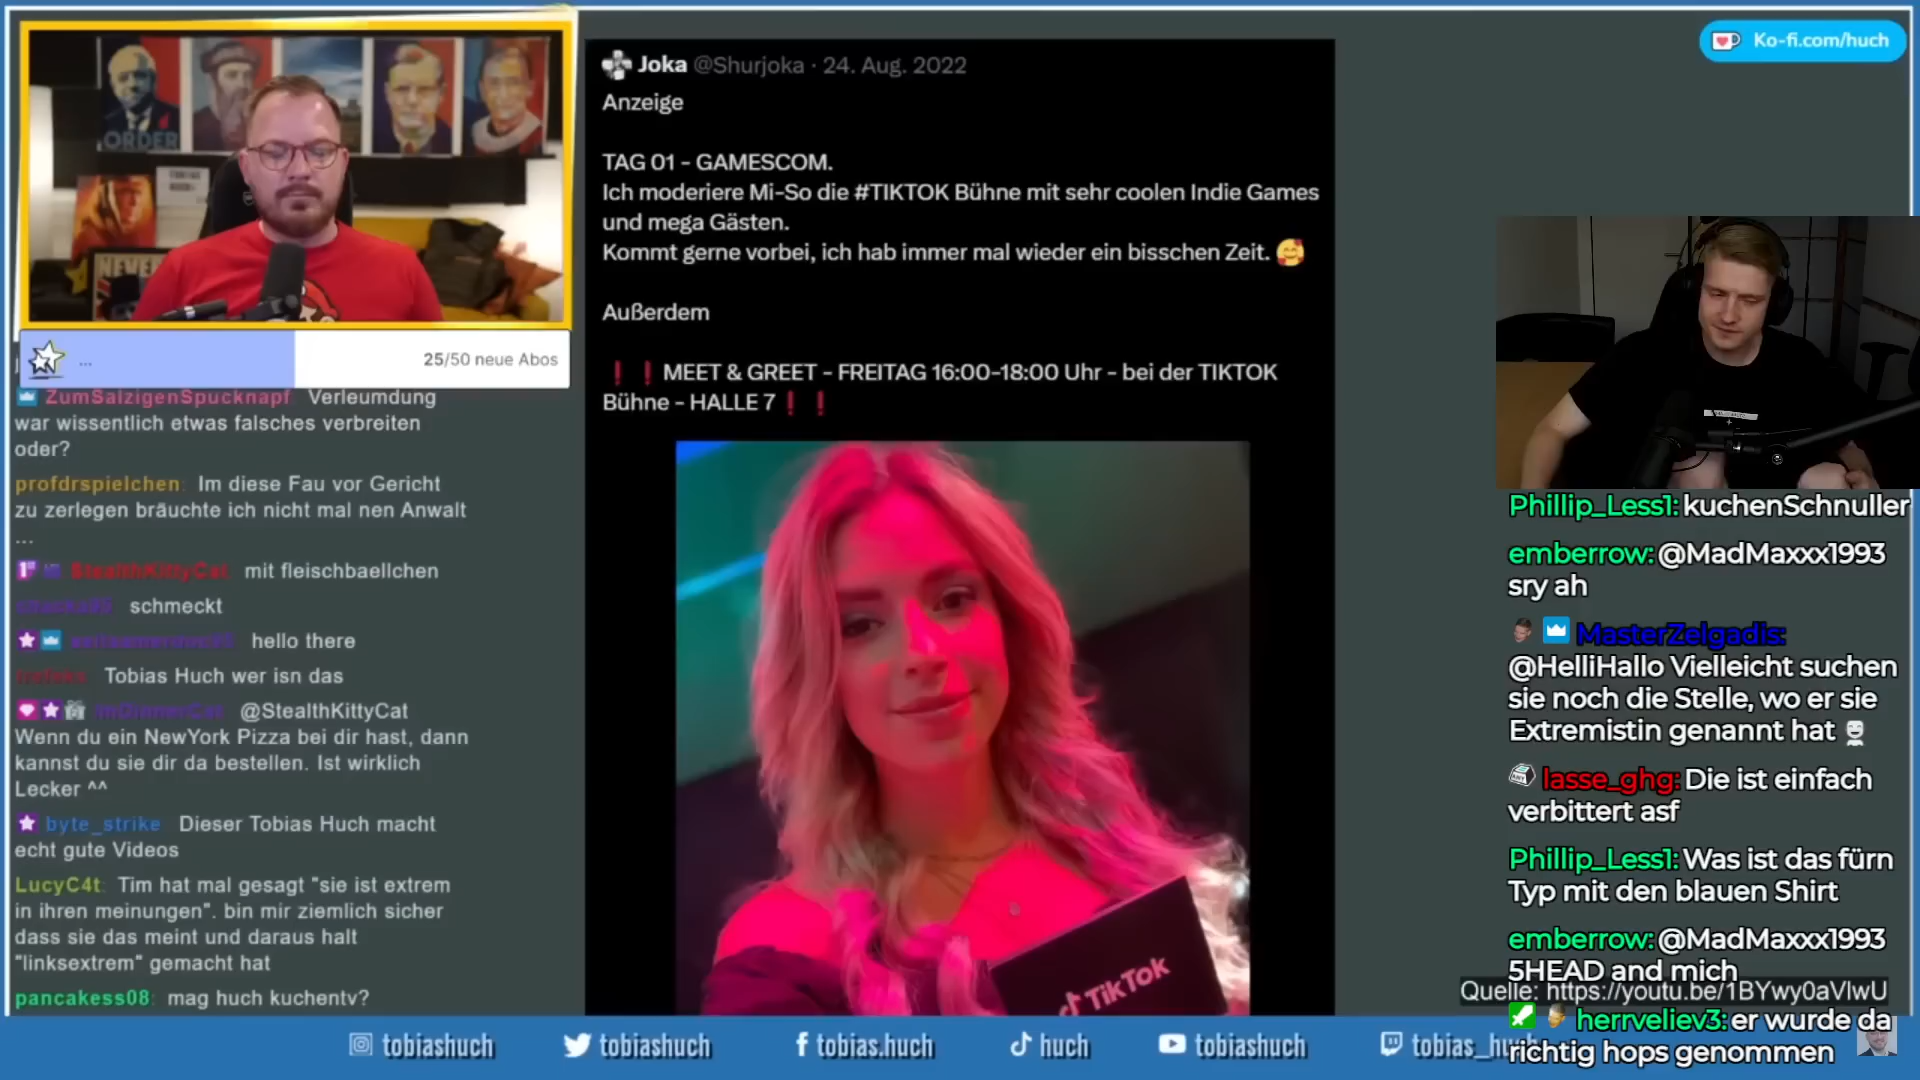 ORDER
NEVER
25/50 neue Abos
...
ZumSalzigenSpucknapf Verleumdung
war wissentlich etwas falsches verbreiten
oder?
profdrspielchen: Im diese Fau vor Gericht
zu zerlegen bräuchte ich nicht mal nen Anwalt
...
StealthKittyCat mit fleischbaellchen
schmeckt
hello there
Tobias Huch wer isn das
ImDinnerCat @StealthKittyCat
Wenn du ein NewYork Pizza bei dir hast, dann
kannst du sie dir da bestellen. Ist wirklich
Lecker ^^
byte_strike Dieser Tobias Huch macht
echt gute Videos
LucyC4t: Tim hat mal gesagt "sie ist extrem
in ihren meinungen". bin mir ziemlich sicher
dass sie das meint und daraus halt
"linksextrem" gemacht hat
pancakess08: mag huch kuchentv?
Joka @Shurjoka · 24. Aug. 2022
Anzeige
TAG 01 - GAMESCOM.
Ich moderiere Mi-So die #TIKTOK Bühne mit sehr coolen Indie Games
und mega Gästen.
Kommt gerne vorbei, ich hab immer mal wieder ein bisschen Zeit. 🥰
Außerdem
❗❗MEET & GREET - FREITAG 16:00-18:00 Uhr - bei der TIKTOK
Bühne - HALLE 7❗❗
TikTok
Ko-fi.com/huch
Phillip_Less1: kuchenSchnuller
emberrow: @MadMaxxx1993
sry ah
MasterZelgadis:
@HelliHallo Vielleicht suchen
sie noch die Stelle, wo er sie
Extremistin genannt hat
lasse_ghg: Die ist einfach
verbittert asf
Phillip_Less1: Was ist das fürn
Typ mit den blauen Shirt
emberrow: @MadMaxxx1993
5HEAD and mich
Quelle: https://youtu.be/1BYwy0aVlwU
herrveliev3: er wurde da
richtig hops genommen
tobiashuch
tobiashuch
tobias.huch
huch
tobiashuch
tobias_huch